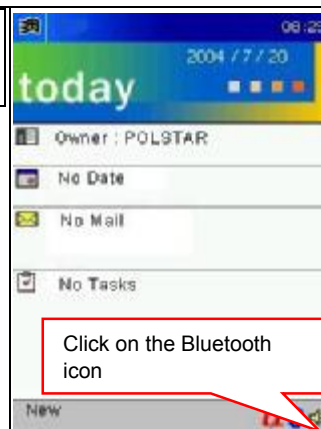 08:29
2004 / 7 / 20
today
Owner : POLSTAR
No Date
No Mail
No Tasks
Click on the Bluetooth
icon
New